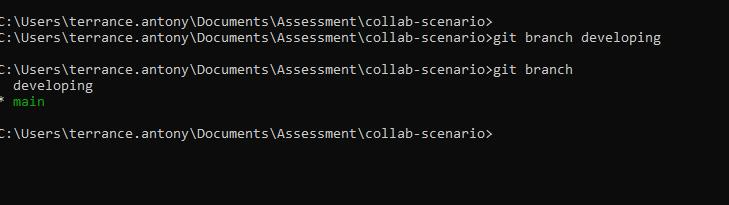 C:\Users\terrance.antony\Documents\Assessment\collab-scenario>
C:\Users\terrance.antony\Documents\Assessment\collab-scenario>git branch developing
C:\Users\terrance.antony\Documents\Assessment\collab-scenario>git branch
  developing
* main
C:\Users\terrance.antony\Documents\Assessment\collab-scenario>